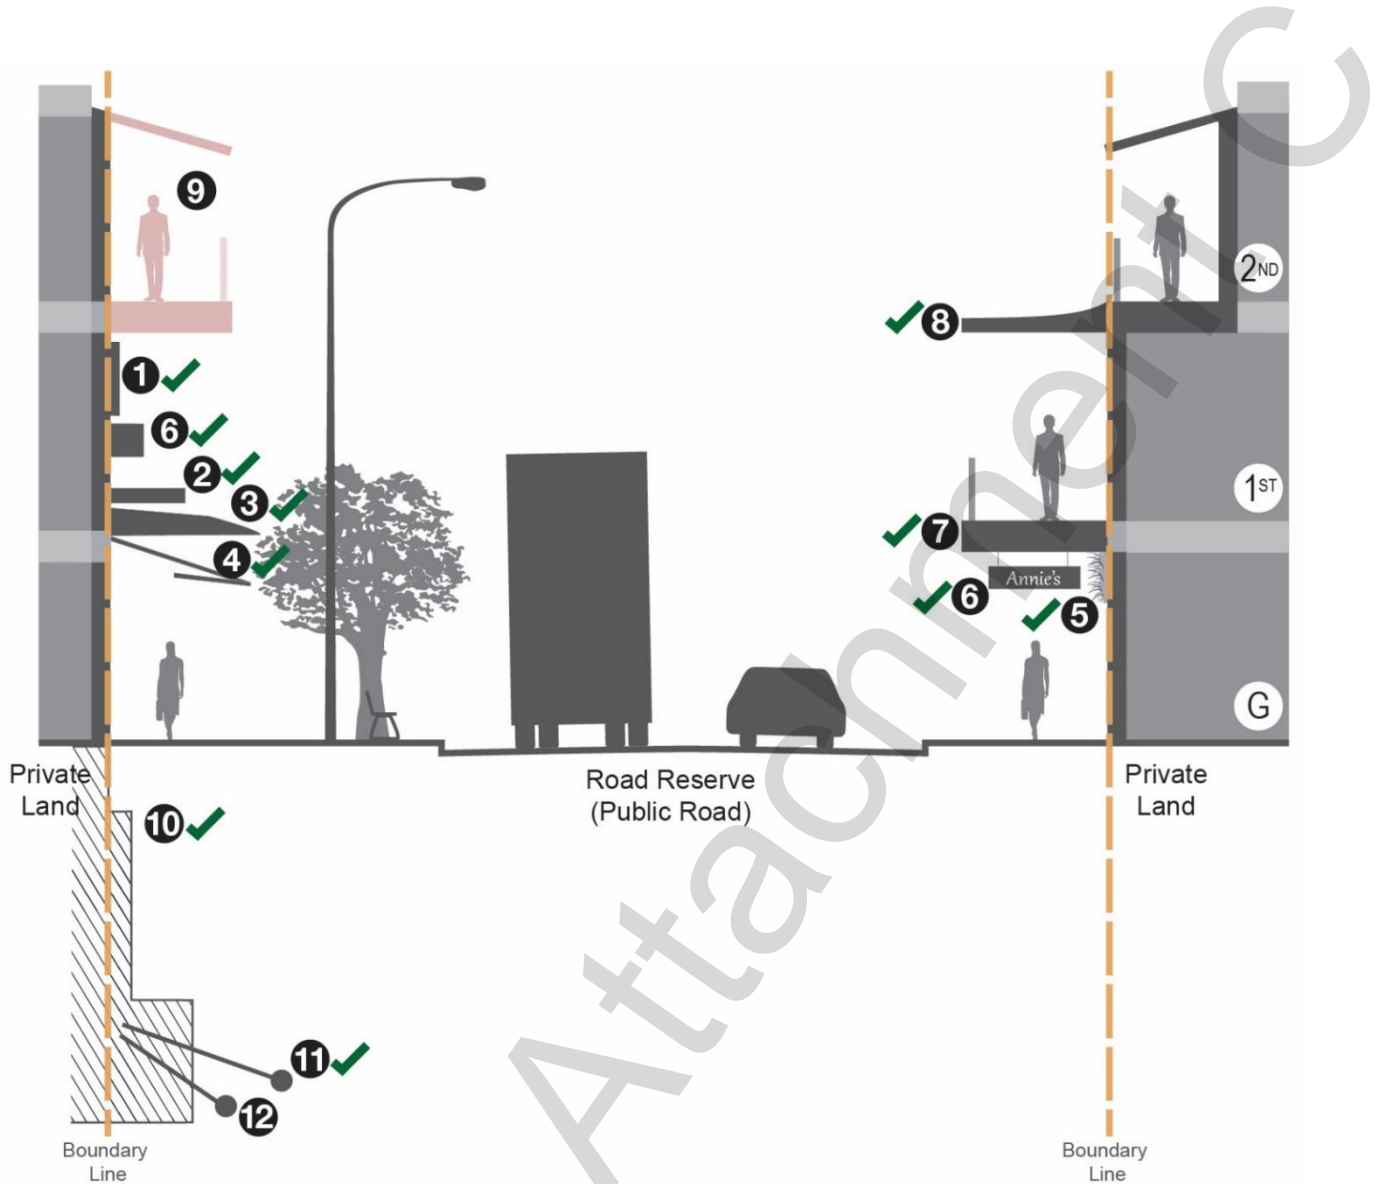 9
2ND
8
1
6
2
3
1ST
7
4
Annie's
6
5
G
Private
Land
Road Reserve
(Public Road)
Private
Land
10
11
12
Boundary
Line
Boundary
Line
Attachment C